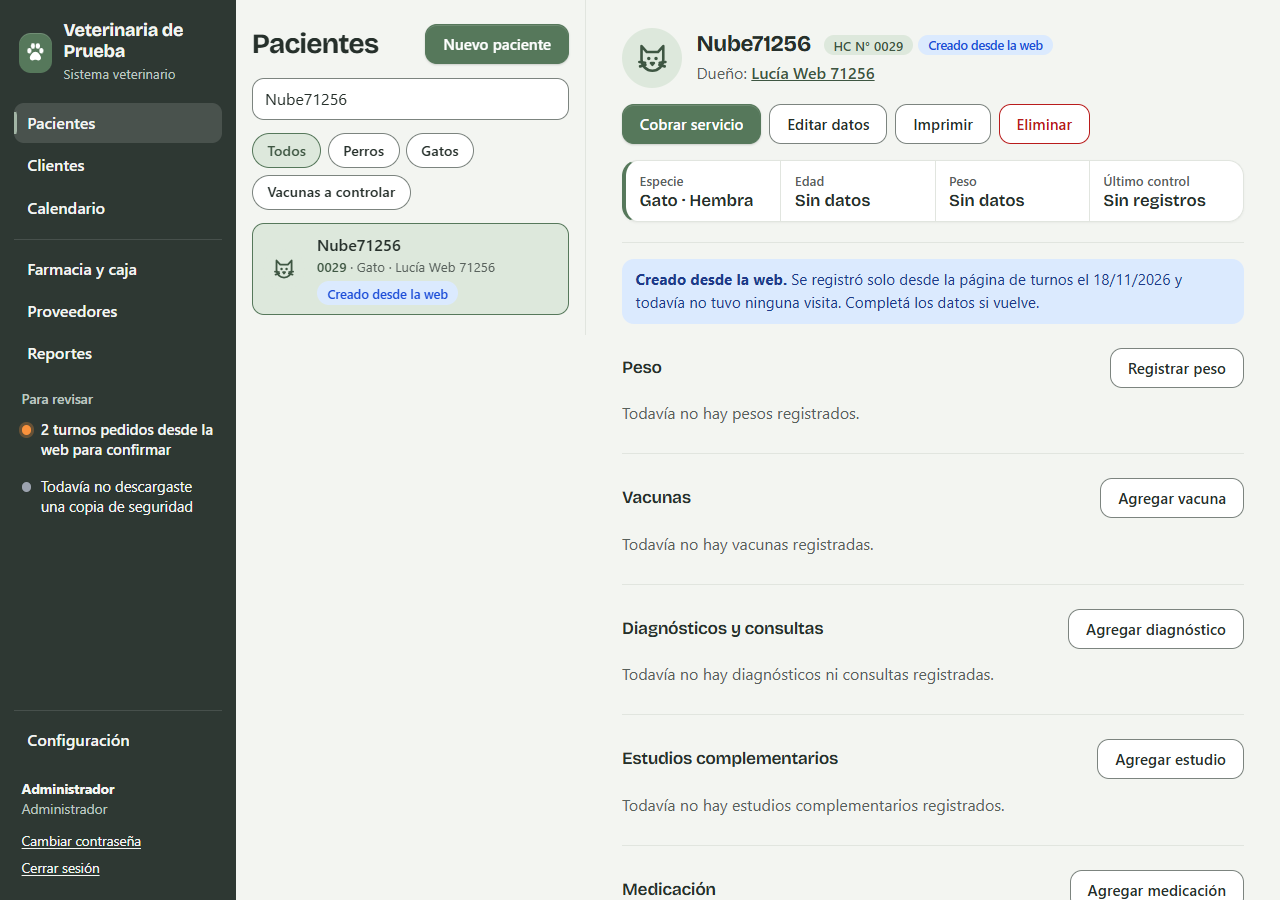 Veterinaria de
Prueba
Sistema veterinario
Pacientes
Clientes
Calendario
Farmacia y caja
Proveedores
Reportes
Para revisar
2 turnos pedidos desde la
web para confirmar
Todavía no descargaste
una copia de seguridad
Configuración
Administrador
Administrador
Cambiar contraseña
Cerrar sesión
Pacientes
Nuevo paciente
Nube71256
Todos
Perros
Gatos
Vacunas a controlar
Nube71256
0029 · Gato · Lucía Web 71256
Creado desde la web
Nube71256 HC N° 0029 Creado desde la web
Dueño: Lucía Web 71256
Cobrar servicio
Editar datos
Imprimir
Eliminar
Especie
Gato · Hembra
Edad
Sin datos
Peso
Sin datos
Último control
Sin registros
Creado desde la web. Se registró solo desde la página de turnos el 18/11/2026 y
todavía no tuvo ninguna visita. Completá los datos si vuelve.
Peso
Registrar peso
Todavía no hay pesos registrados.
Vacunas
Agregar vacuna
Todavía no hay vacunas registradas.
Diagnósticos y consultas
Agregar diagnóstico
Todavía no hay diagnósticos ni consultas registradas.
Estudios complementarios
Agregar estudio
Todavía no hay estudios complementarios registrados.
Medicación
Agregar medicación